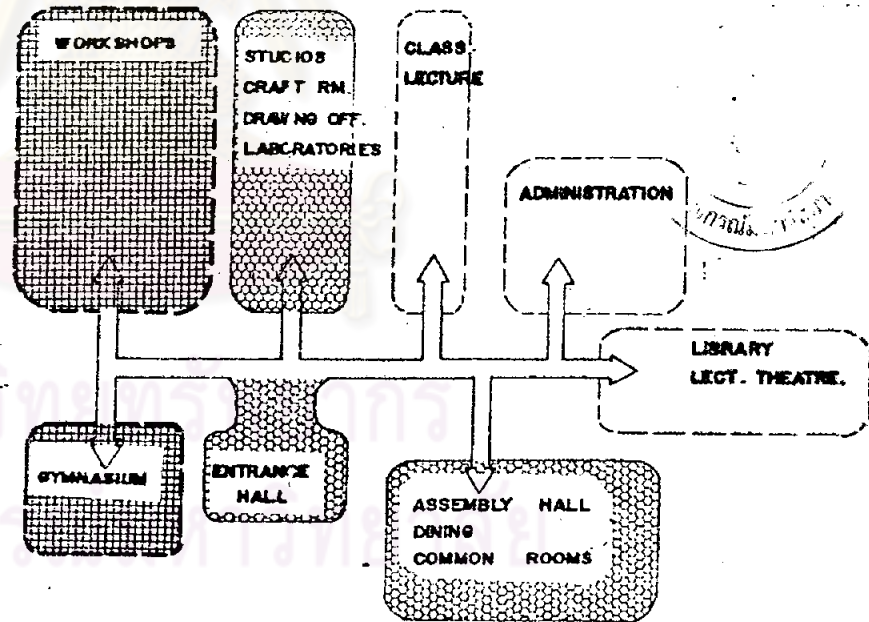 WORKSHOPS
STUDIOS
CRAFT RM.
DRAWING OFF.
LABORATORIES
CLASS.
LECTURE
ADMINISTRATION
LIBRARY
LECT. THEATRE.
GYMNASIUM
ENTRANCE
HALL
ASSEMBLY HALL
DINING
COMMON ROOMS